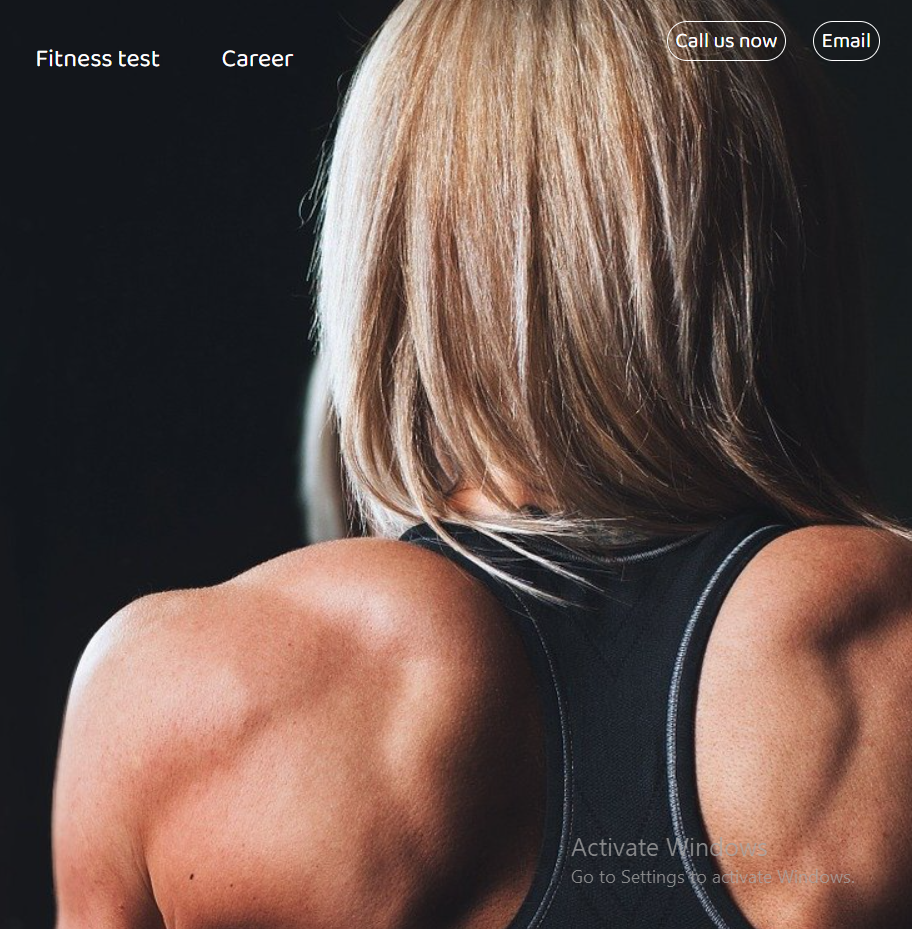 Fitness test Career Call us now Email
Activate Windows
Go to Settings to activate Windows.